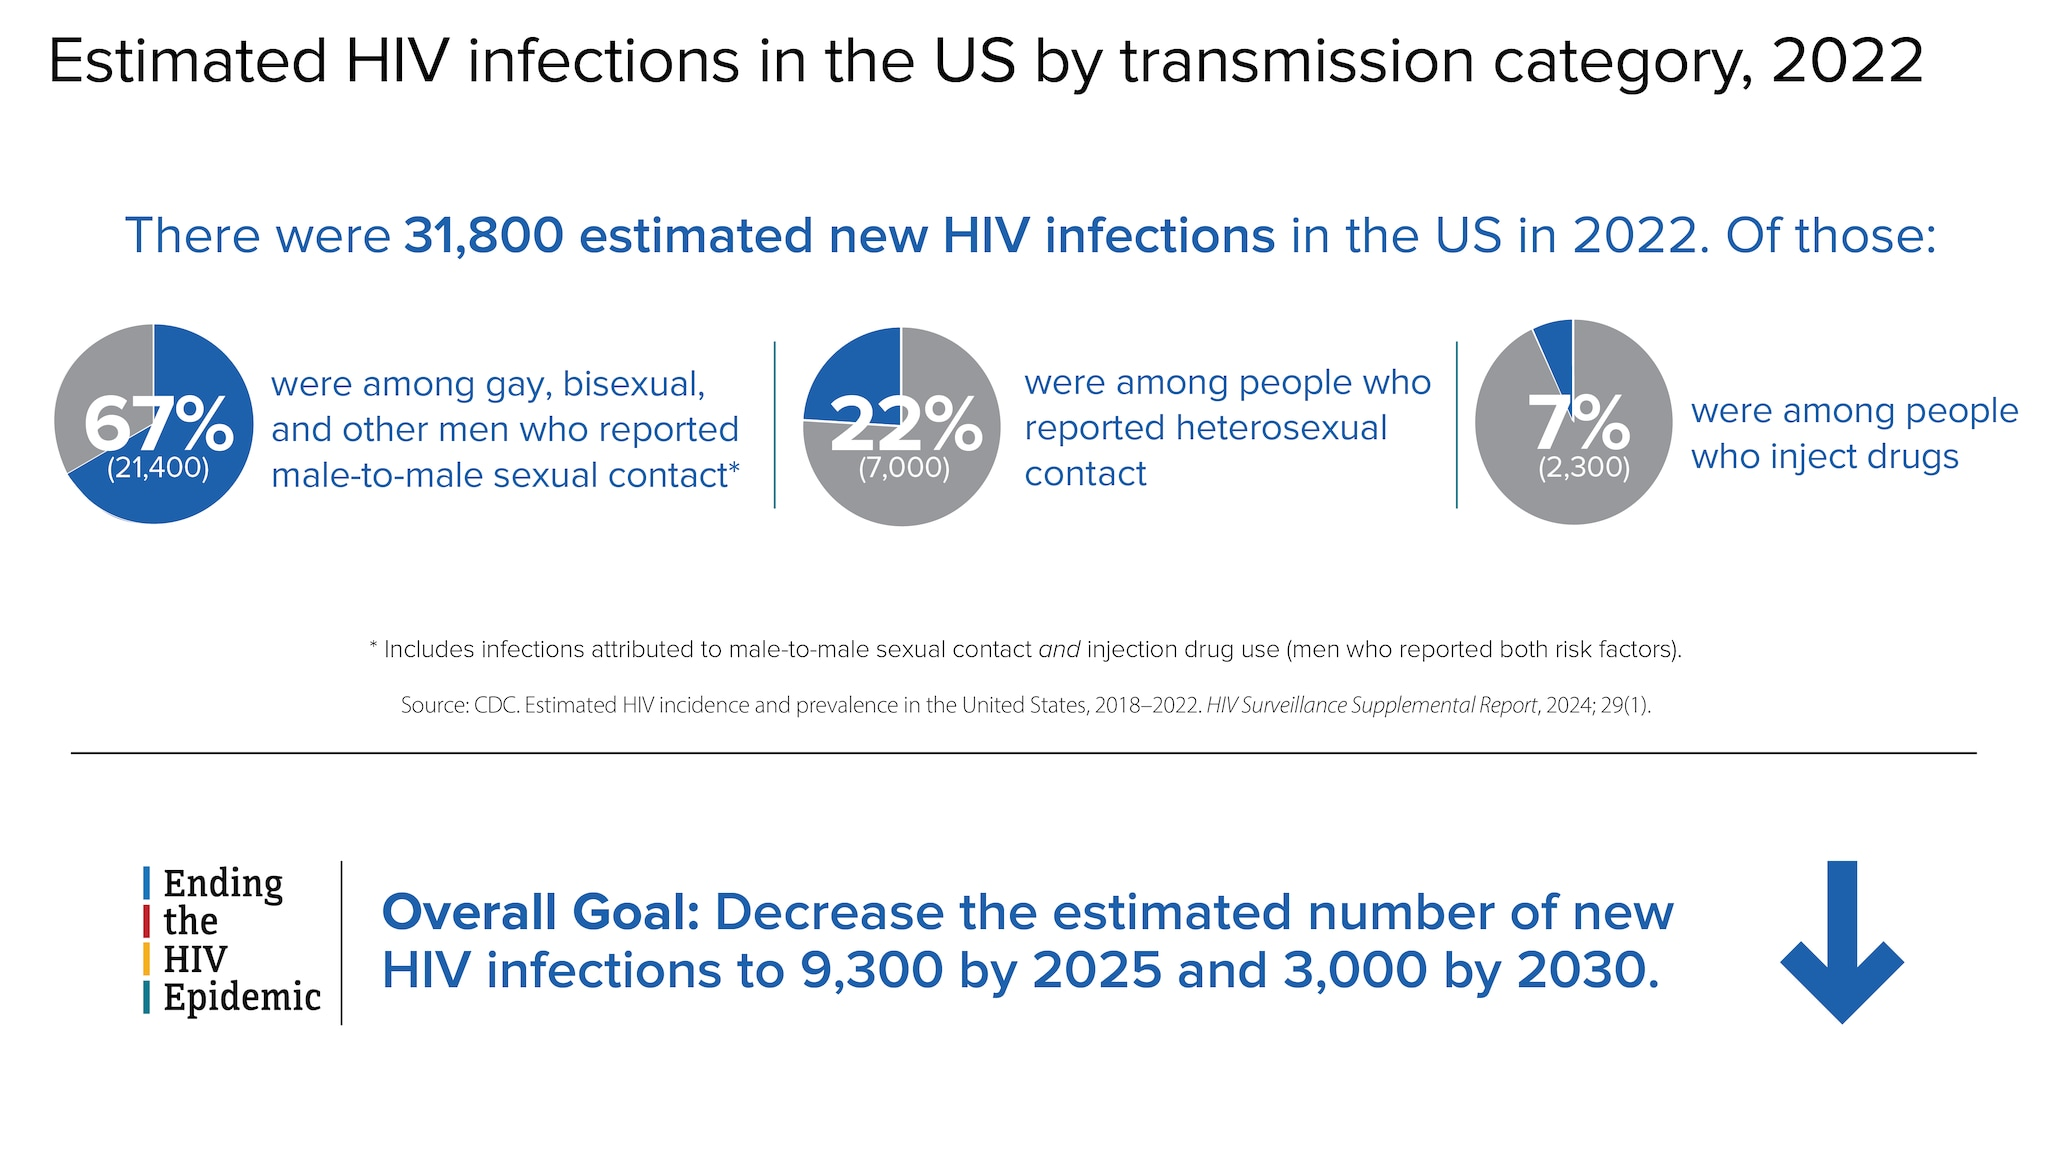 Estimated HIV infections in the US by transmission category, 2022
There were 31,800 estimated new HIV infections in the US in 2022. Of those:
67%
(21,400)
were among gay, bisexual,
and other men who reported
male-to-male sexual contact*
22%
(7,000)
were among people who
reported heterosexual
contact
7%
(2,300)
were among people
who inject drugs
* Includes infections attributed to male-to-male sexual contact and injection drug use (men who reported both risk factors).
Source: CDC. Estimated HIV incidence and prevalence in the United States, 2018–2022. HIV Surveillance Supplemental Report, 2024; 29(1).
Ending
the
HIV
Epidemic
Overall Goal: Decrease the estimated number of new
HIV infections to 9,300 by 2025 and 3,000 by 2030.